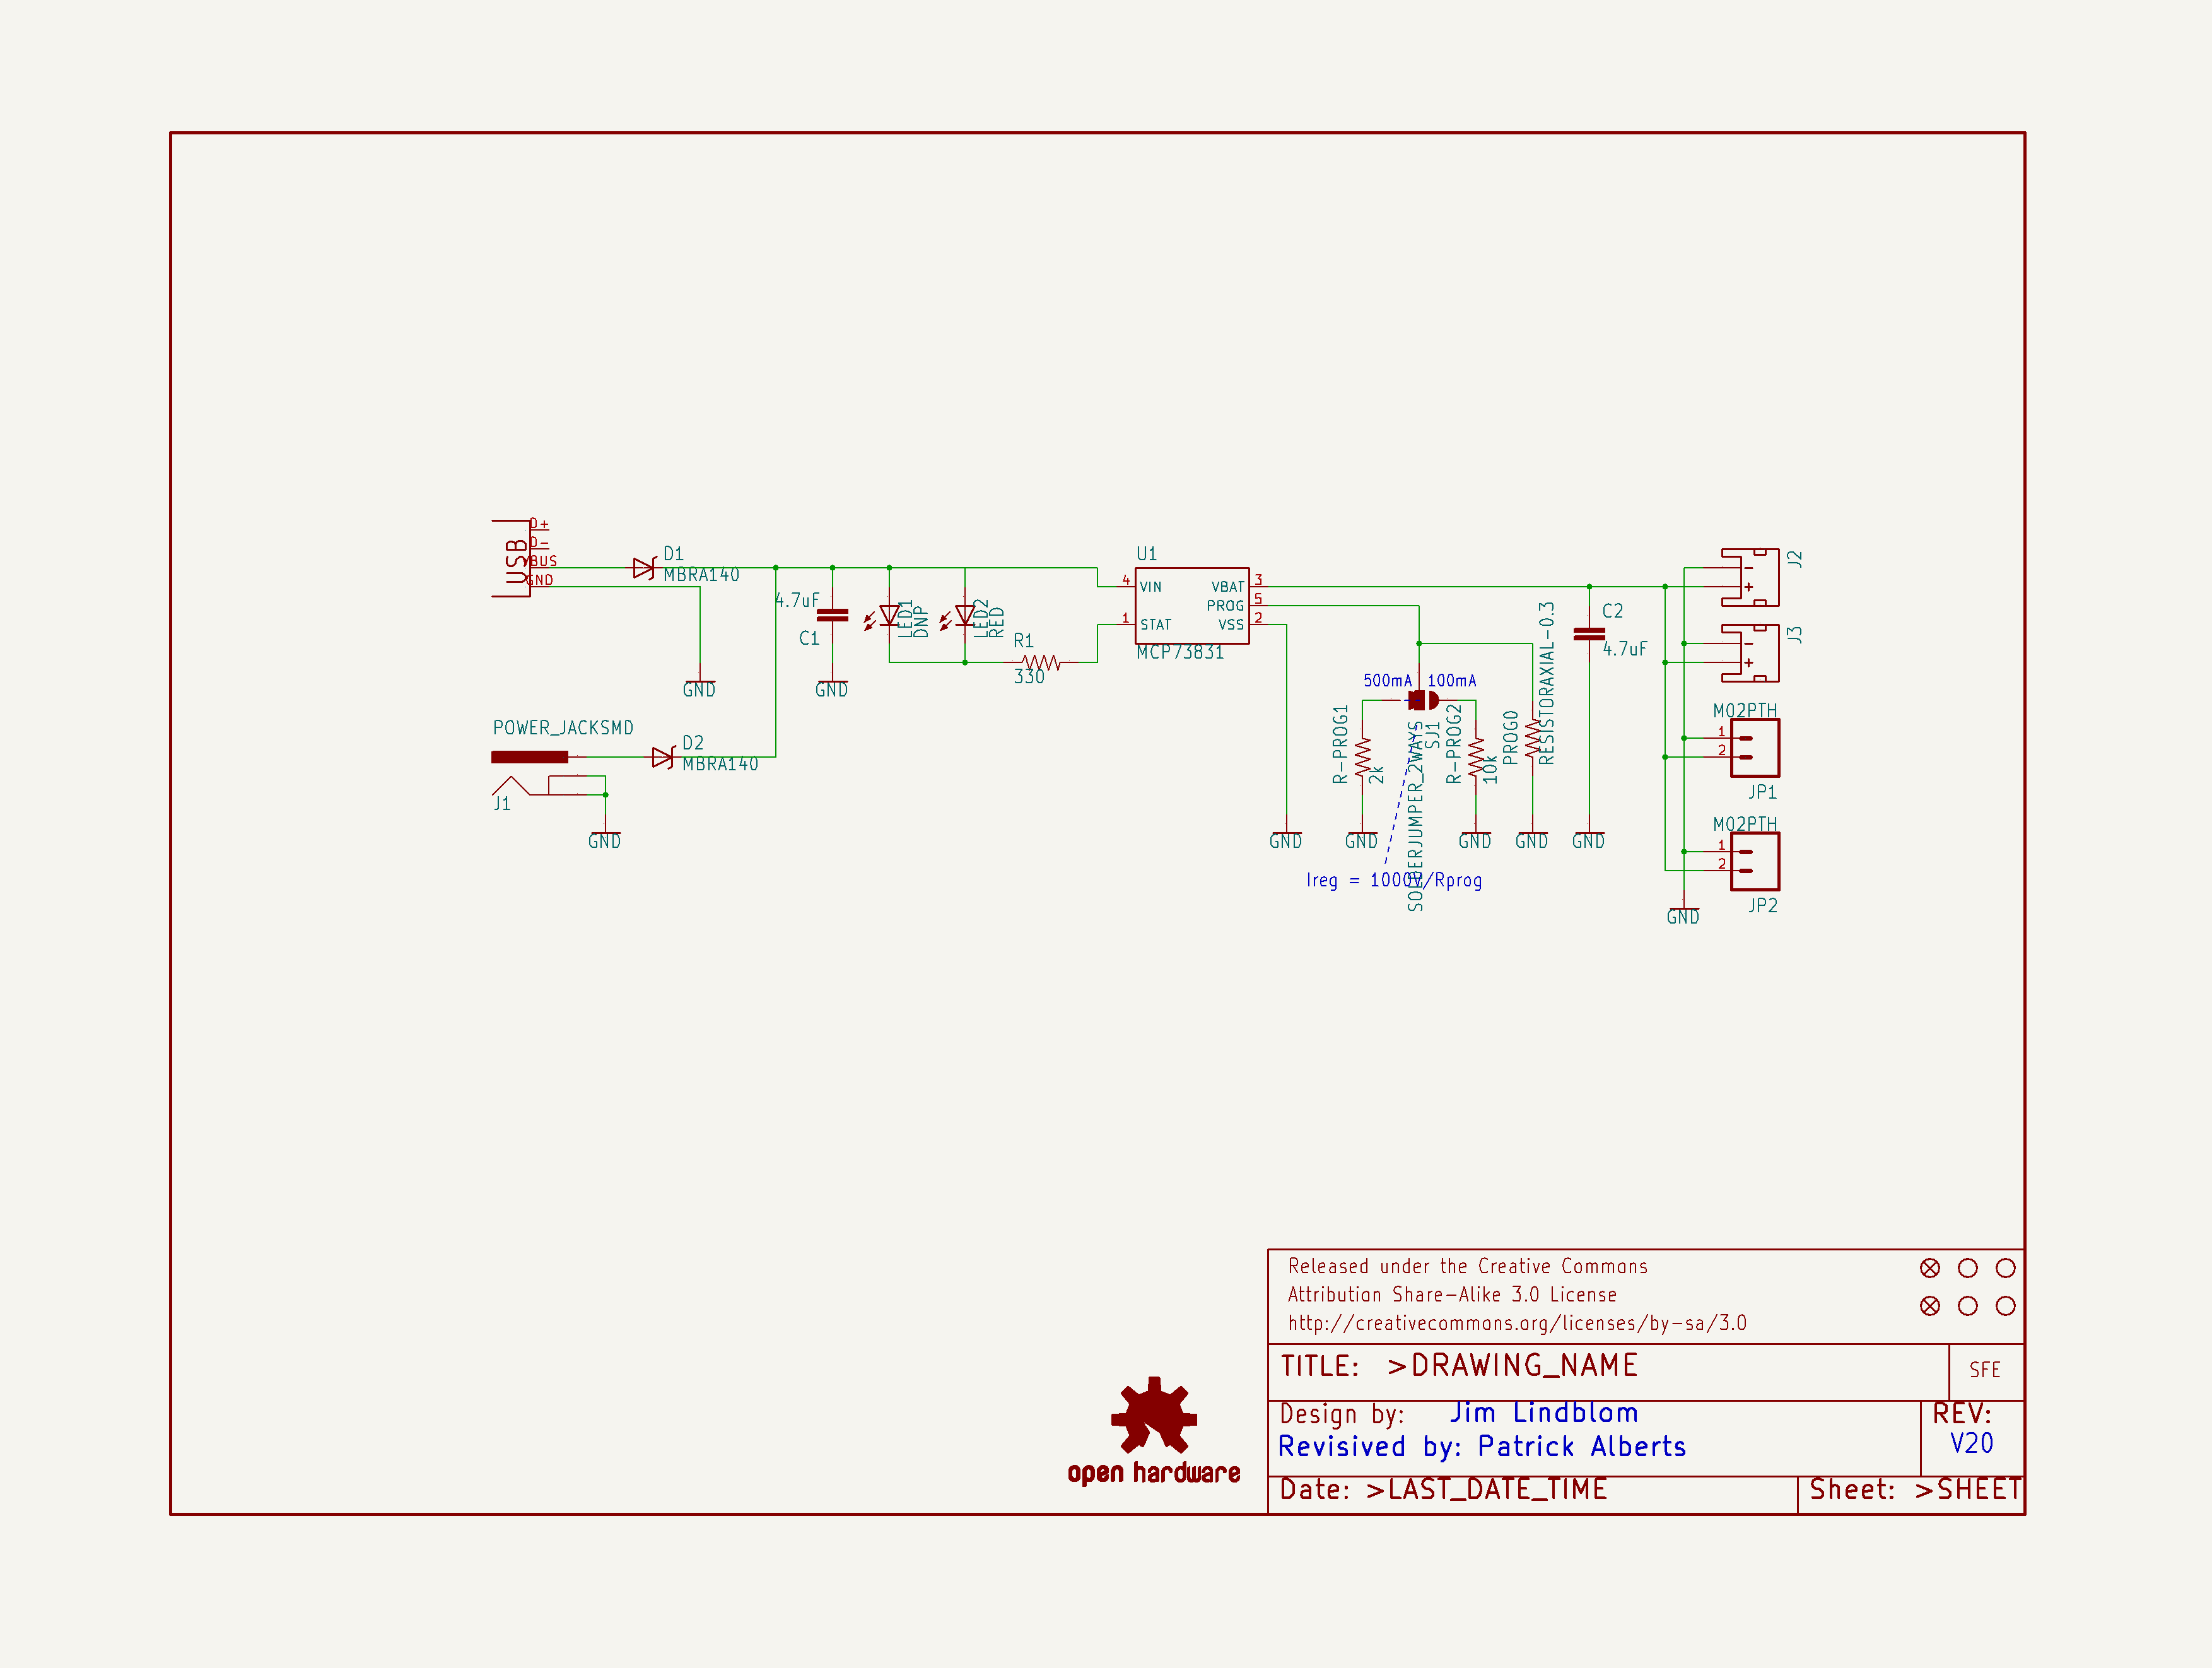 D+
D-
VBUS
GND
USB
D1
MBRA140
GND
POWER_JACKSMD
D2
MBRA140
J1
GND
4.7uF
C1
GND
LED1
DNP
LED2
RED
R1
330
U1
4
VIN
1
STAT
VBAT
3
PROG
5
VSS
2
MCP73831
GND
500mA
100mA
R-PROG1
2k
GND
SOLDERJUMPER_2WAYS
SJ1
R-PROG2
10k
GND
PROG0
RESISTORAXIAL-0.3
GND
Ireg = 1000V/Rprog
C2
4.7uF
GND
-
+
J2
-
+
J3
M02PTH
1
2
JP1
M02PTH
1
2
JP2
GND
Released under the Creative Commons
Attribution Share-Alike 3.0 License
http://creativecommons.org/licenses/by-sa/3.0
TITLE: >DRAWING_NAME
SFE
Design by: Jim Lindblom
Revisived by: Patrick Alberts
REV:
V20
Date: >LAST_DATE_TIME
Sheet: >SHEET
open hardware